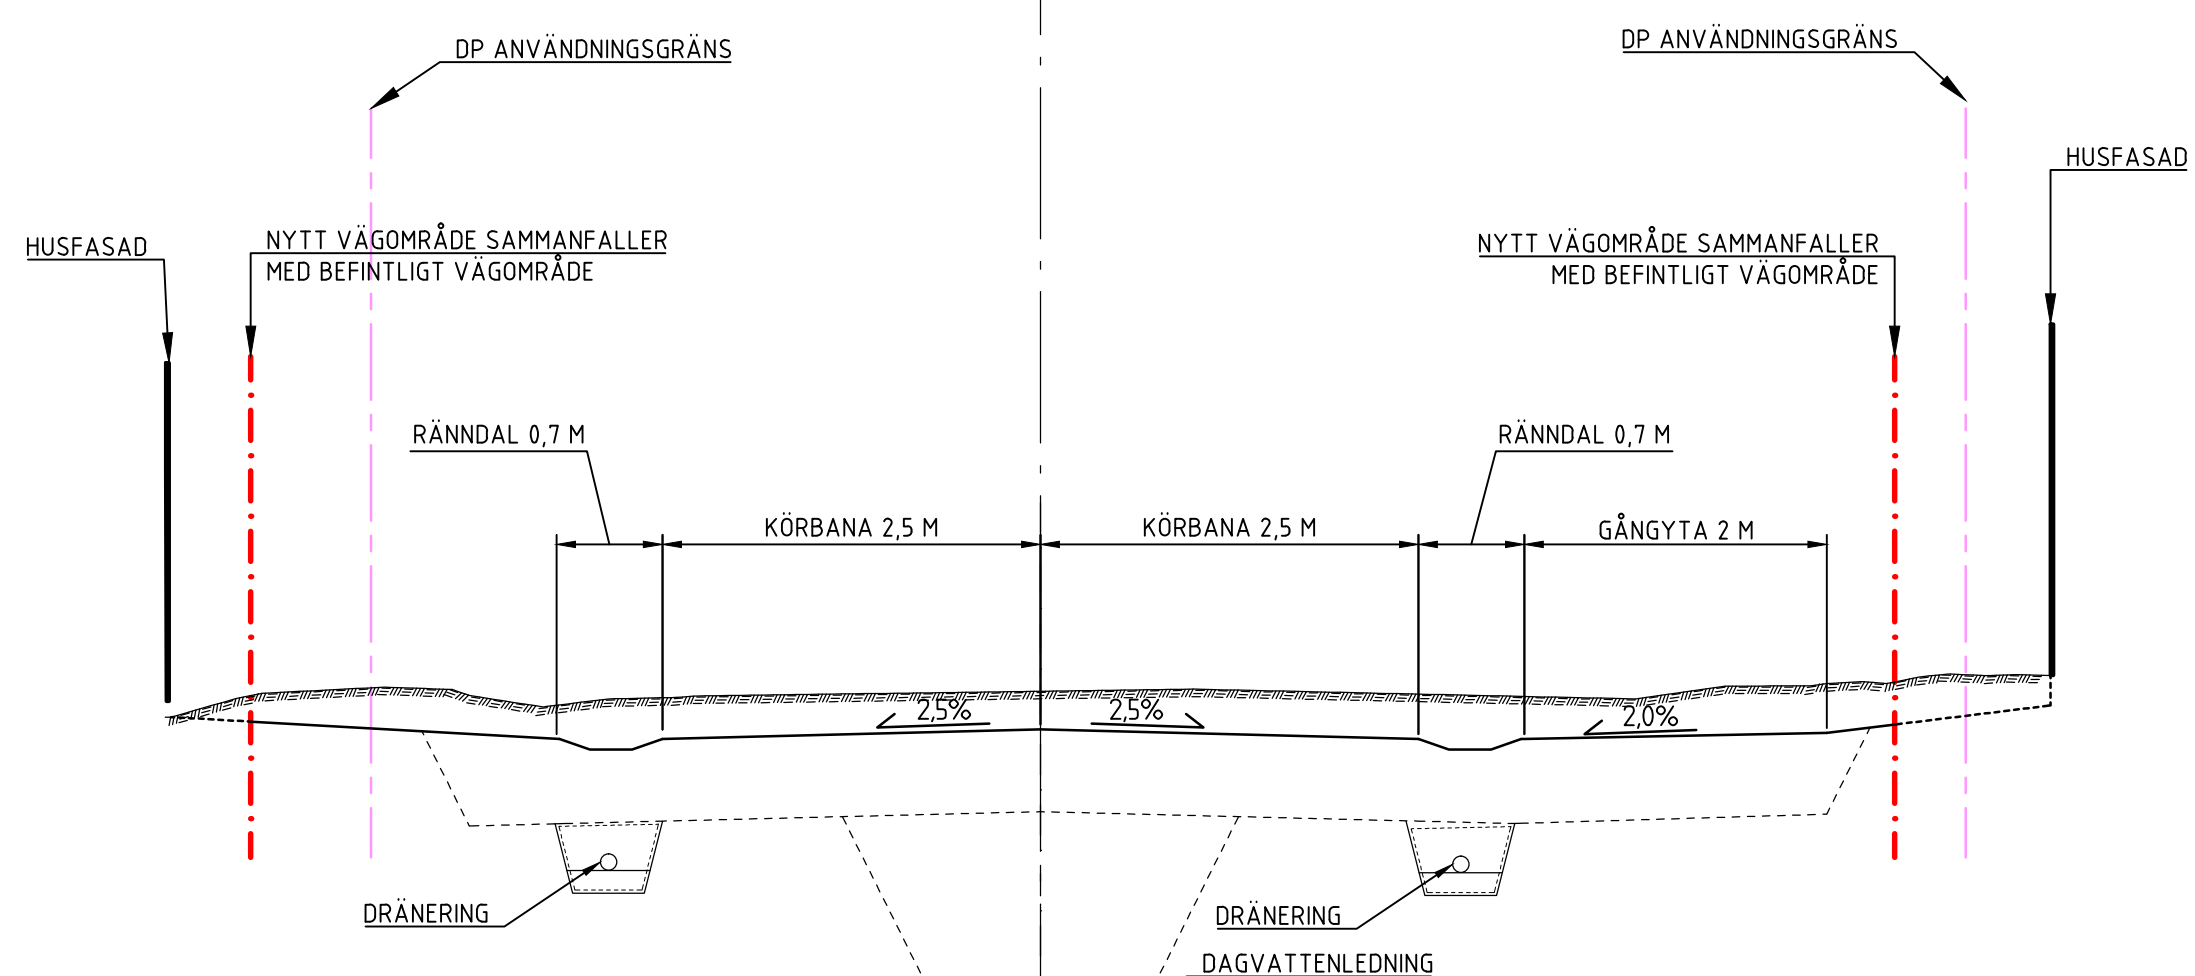 DP ANVÄNDNINGSGRÄNS
DP ANVÄNDNINGSGRÄNS
HUSFASAD
HUSFASAD
NYTT VÄGOMRÅDE SAMMANFALLER
MED BEFINTLIGT VÄGOMRÅDE
NYTT VÄGOMRÅDE SAMMANFALLER
MED BEFINTLIGT VÄGOMRÅDE
RÄNNDAL 0,7 M
RÄNNDAL 0,7 M
KÖRBANA 2,5 M
KÖRBANA 2,5 M
GÅNGYTA 2 M
2,5%
2,5%
2,0%
DRÄNERING
DRÄNERING
DAGVATTENLEDNING